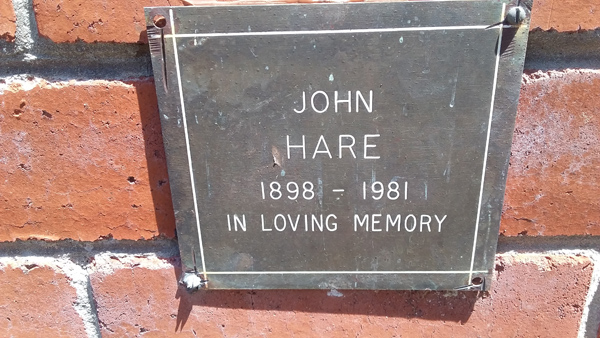 JOHN
HARE
1898 - 1981
IN LOVING MEMORY